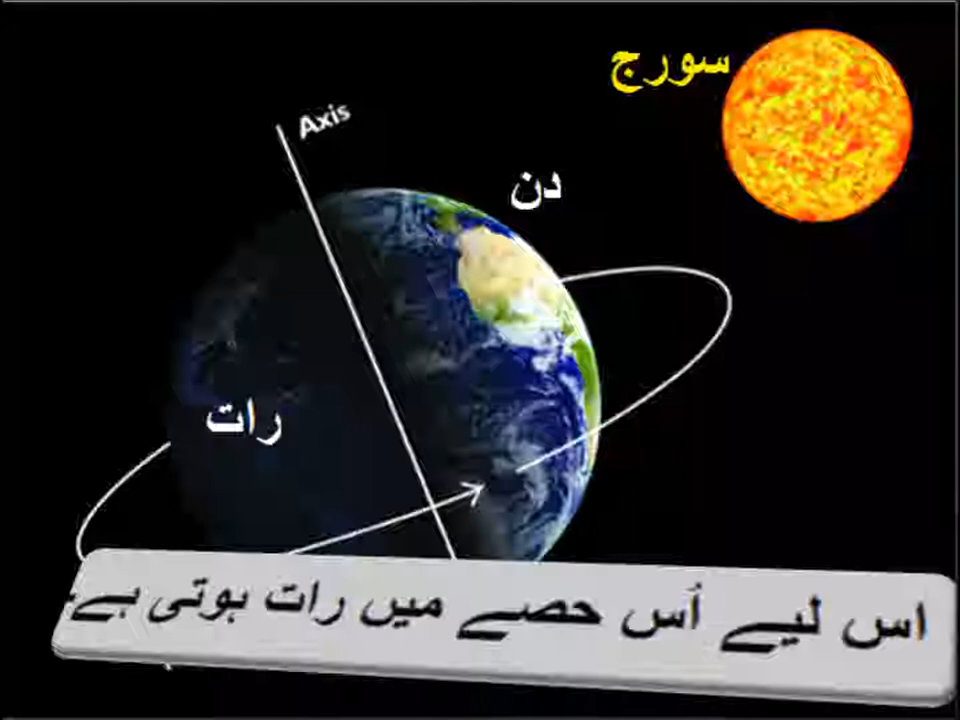 سورج
Axis
دن
رات
اس لیے اُس حصے میں رات ہوتی ہے۔